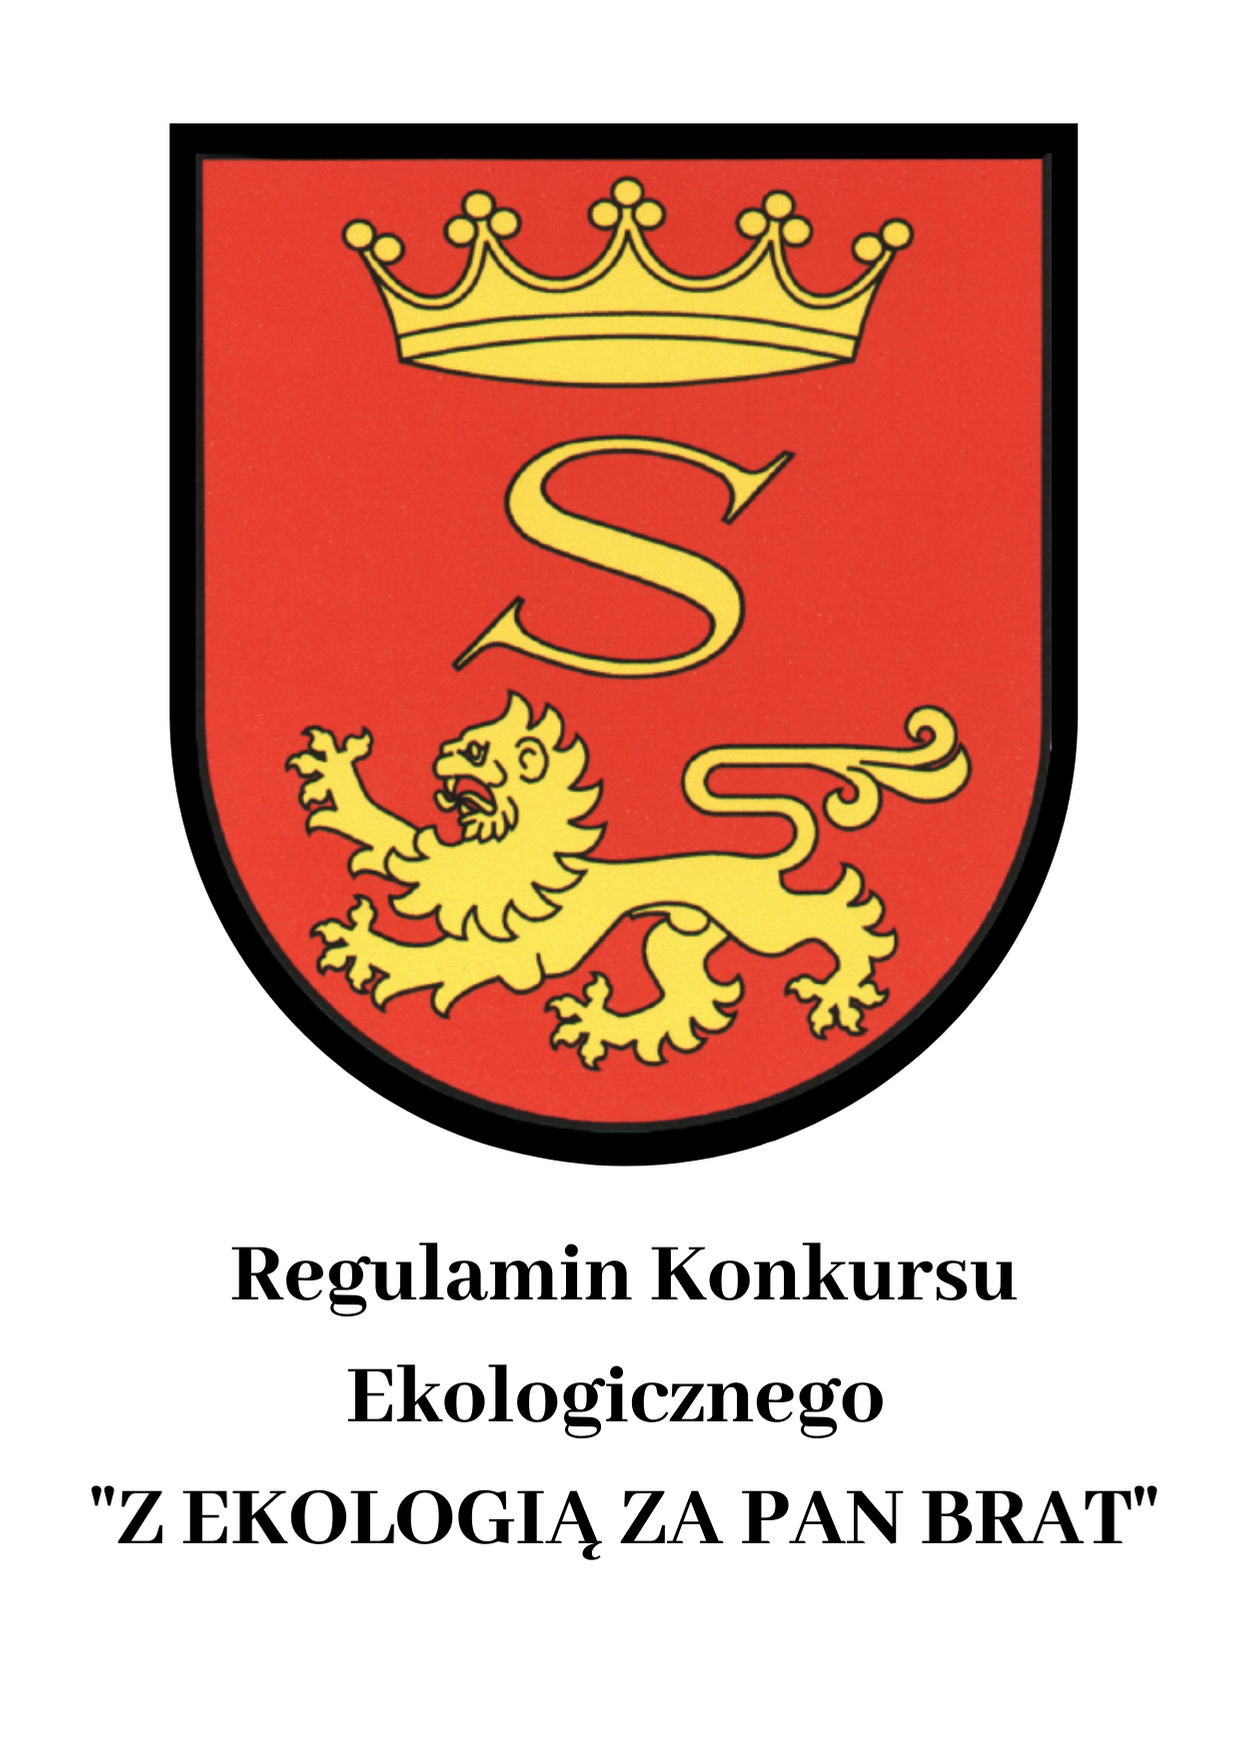 S
Regulamin Konkursu
Ekologicznego
"Z EKOLOGIĄ ZA PAN BRAT"